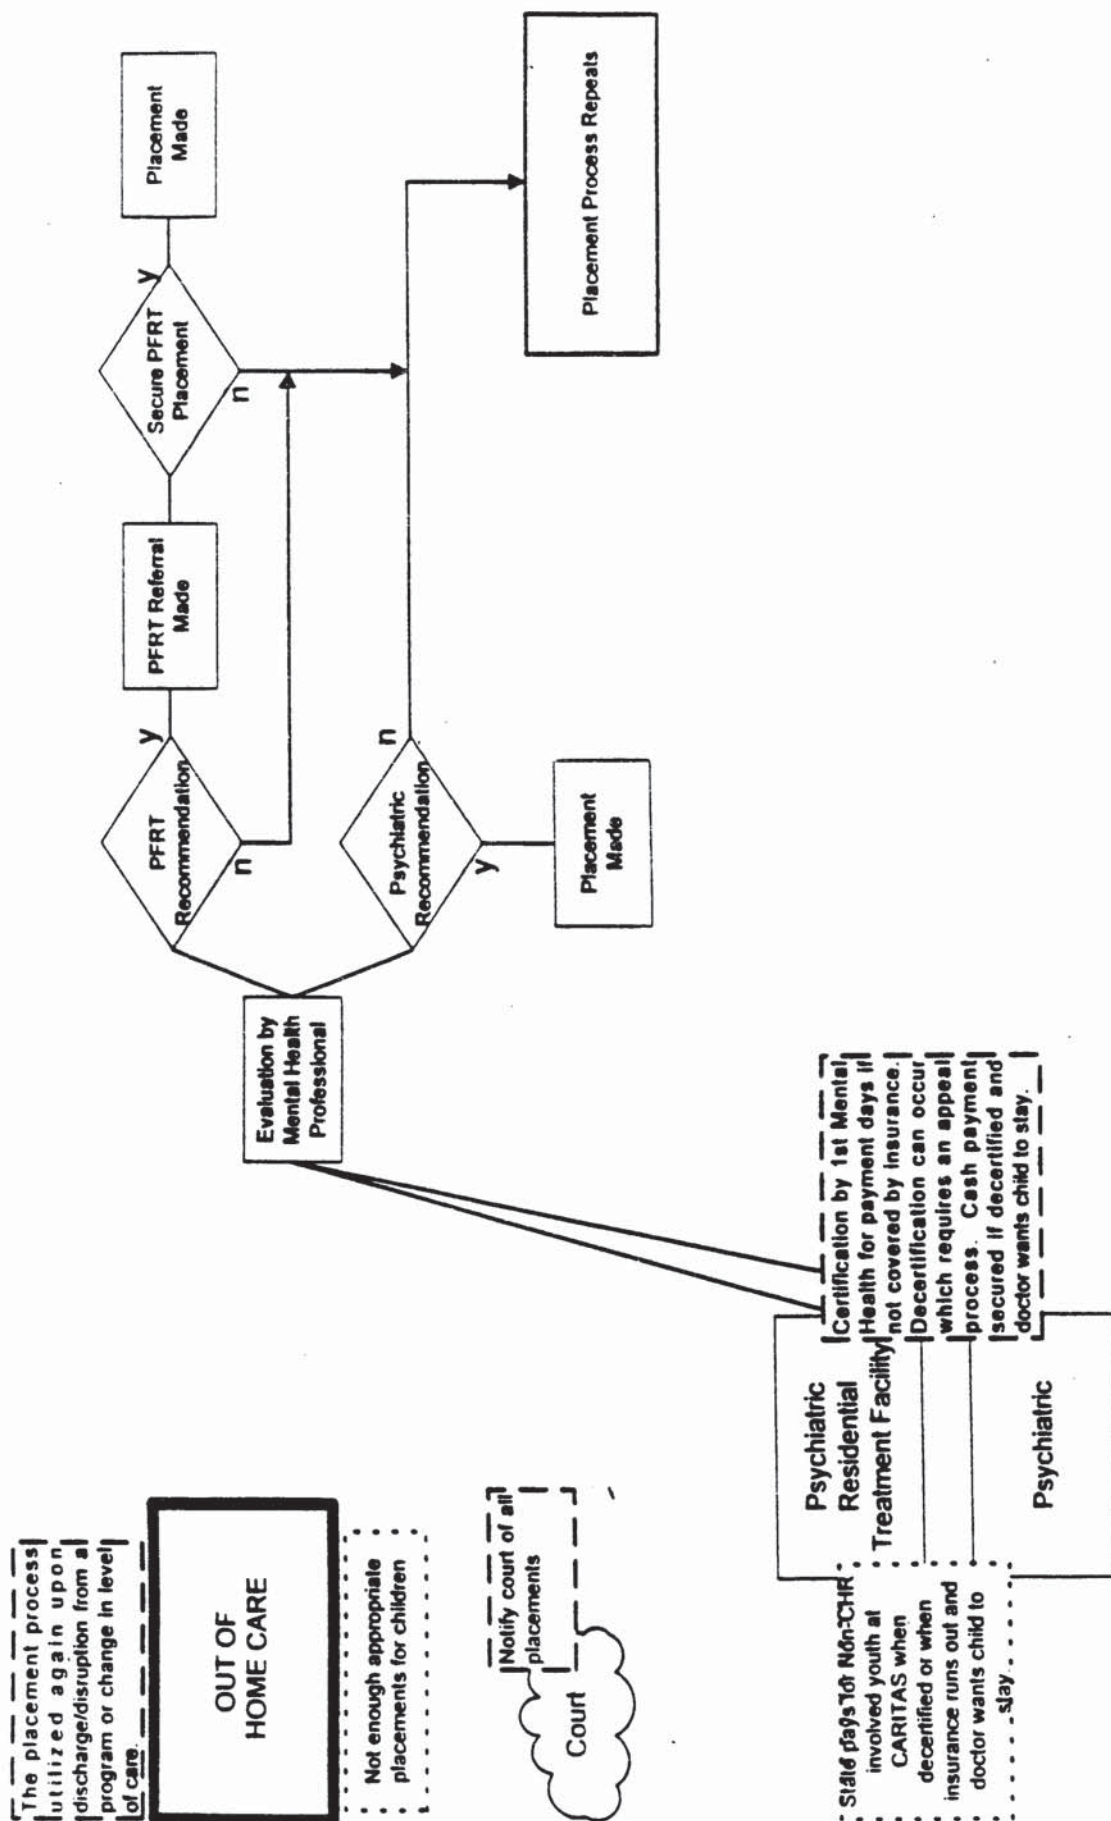 The placement process
utilized again upon
discharge/disruption from a
program or change in level
of care.
OUT OF
HOME CARE
Not enough appropriate
placements for children
Notify court of all
placements
Court
State pays for Non-CHR
involved youth at
CARITAS when
decertified or when
insurance runs out and
doctor wants child to
stay.
Psychiatric
Residential
Treatment Facility
Psychiatric
Certification by 1st Mental
Health for payment days if
not covered by insurance.
Decertification can occur
which requires an appeal
process. Cash payment
secured if decertified and
doctor wants child to stay.
Evaluation by
Mental Health
Professional
PFRT
Recommendation
y
n
PFRT Referral
Made
Secure PFRT
Placement
y
n
Placement
Made
Psychiatric
Recommendation
n
y
Placement
Made
Placement Process Repeats